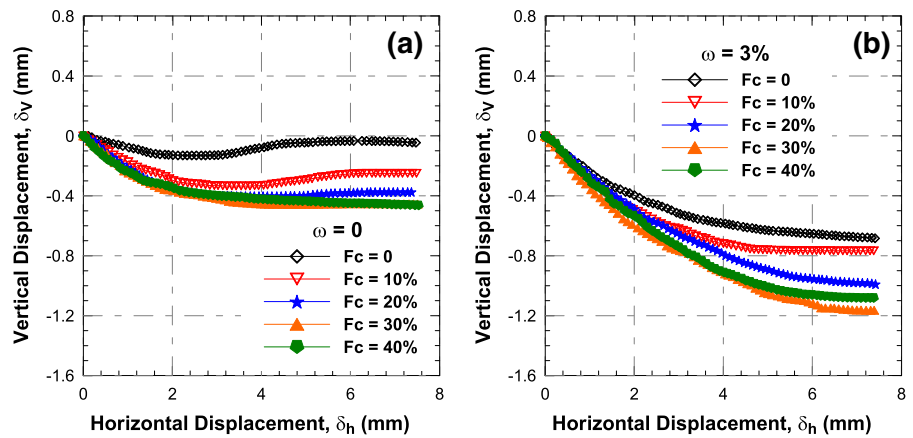 (a)
Vertical Displacement, δv (mm)
0.8
0.4
0
-0.4
-0.8
-1.2
-1.6
ω = 0
Fc = 0
Fc = 10%
Fc = 20%
Fc = 30%
Fc = 40%
0 2 4 6 8
Horizontal Displacement, δh (mm)
(b)
Vertical Displacement, δv (mm)
0.8
0.4
0
-0.4
-0.8
-1.2
-1.6
ω = 3%
Fc = 0
Fc = 10%
Fc = 20%
Fc = 30%
Fc = 40%
0 2 4 6 8
Horizontal Displacement, δh (mm)